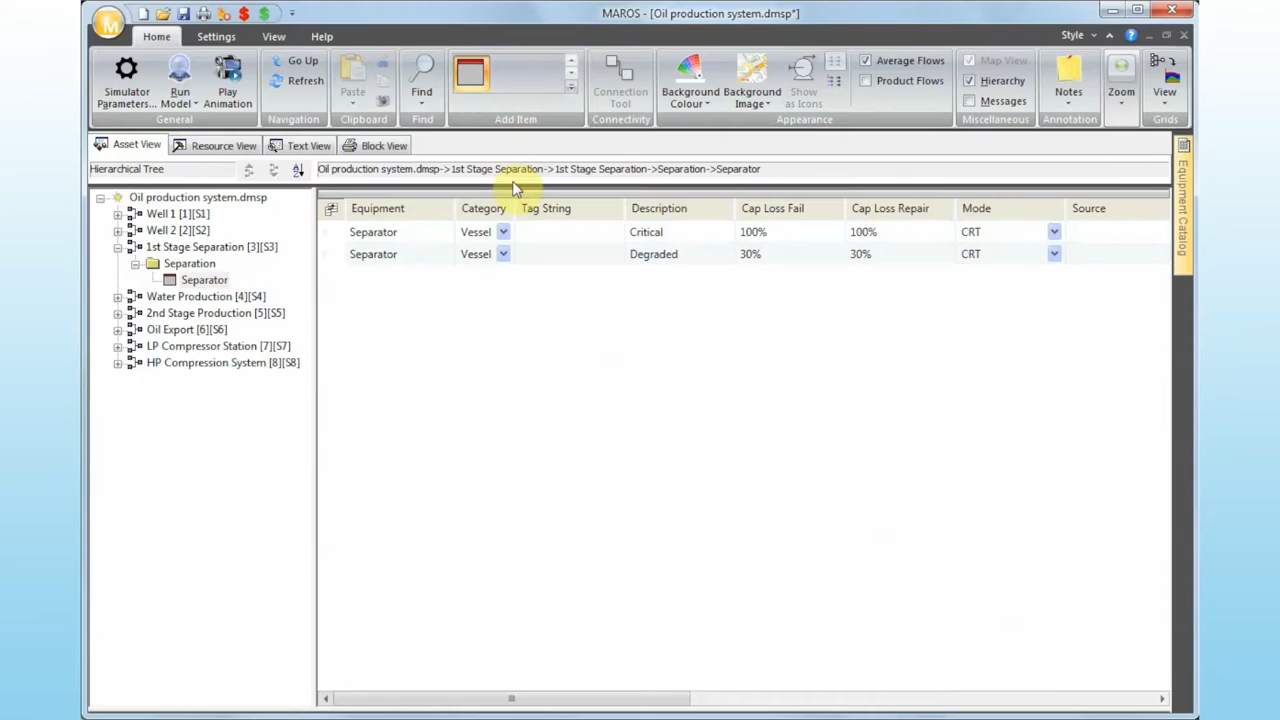 MAROS - [Oil production system.dmsp*]
M
Home Settings View Help
Style
Simulator Parameters...
Run Model
Play Animation
General
Go Up
Refresh
Navigation
Paste
Clipboard
Find
Find
Add Item
Connection Tool
Connectivity
Background Colour
Background Image
Show as Icons
Average Flows
Product Flows
Appearance
Map View
Hierarchy
Messages
Miscellaneous
Notes
Annotation
Zoom
View
Grids
Asset View Resource View Text View Block View
Hierarchical Tree
Oil production system.dmsp->1st Stage Separation->1st Stage Separation->Separation->Separator
Equipment Catalog
Oil production system.dmsp
Well 1 [1][S1]
Well 2 [2][S2]
1st Stage Separation [3][S3]
Separation
Separator
Water Production [4][S4]
2nd Stage Production [5][S5]
Oil Export [6][S6]
LP Compressor Station [7][S7]
HP Compression System [8][S8]
Equipment Category Tag String Description Cap Loss Fail Cap Loss Repair Mode Source
Separator Vessel Critical 100% 100% CRT
Separator Vessel Degraded 30% 30% CRT